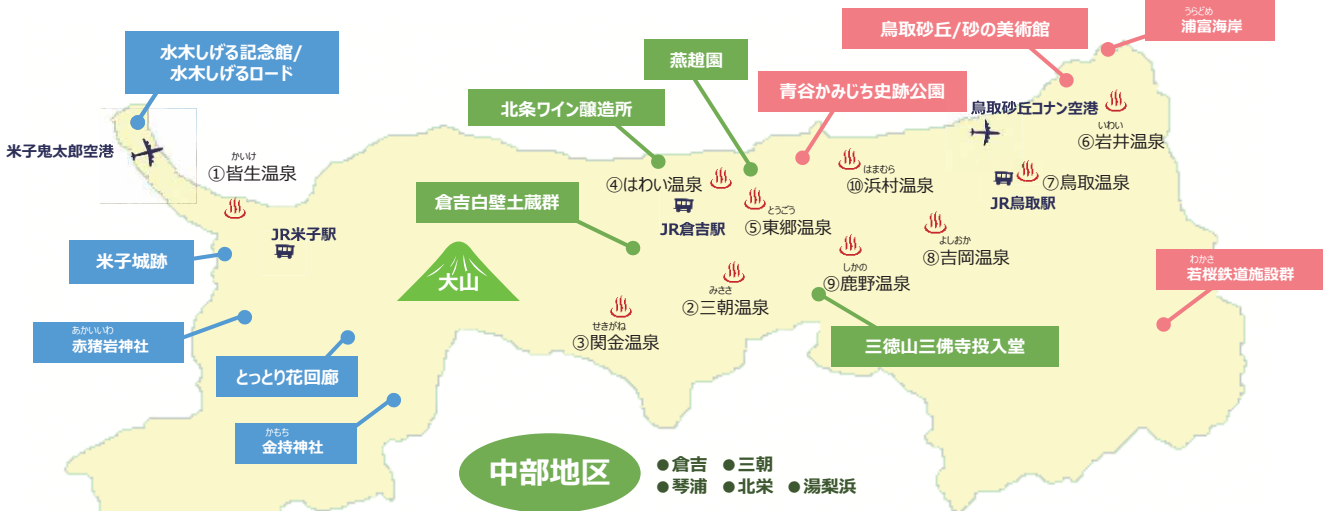 うらどめ
浦富海岸
鳥取砂丘/砂の美術館
水木しげる記念館/
水木しげるロード
燕趙園
青谷かみじち史跡公園
北条ワイン醸造所
鳥取砂丘コナン空港
いわい
⑥岩井温泉
米子鬼太郎空港
かいけ
①皆生温泉
はまむら
⑩浜村温泉
④はわい温泉
⑦鳥取温泉
JR鳥取駅
倉吉白壁土蔵群
とうごう
⑤東郷温泉
JR倉吉駅
JR米子駅
よしおか
⑧吉岡温泉
米子城跡
大山
しかの
⑨鹿野温泉
わかさ
若桜鉄道施設群
みささ
②三朝温泉
せきがね
③関金温泉
あかいいわ
赤猪岩神社
三徳山三佛寺投入堂
とっとり花回廊
かもち
金持神社
中部地区
●倉吉 ●三朝
●琴浦 ●北栄 ●湯梨浜